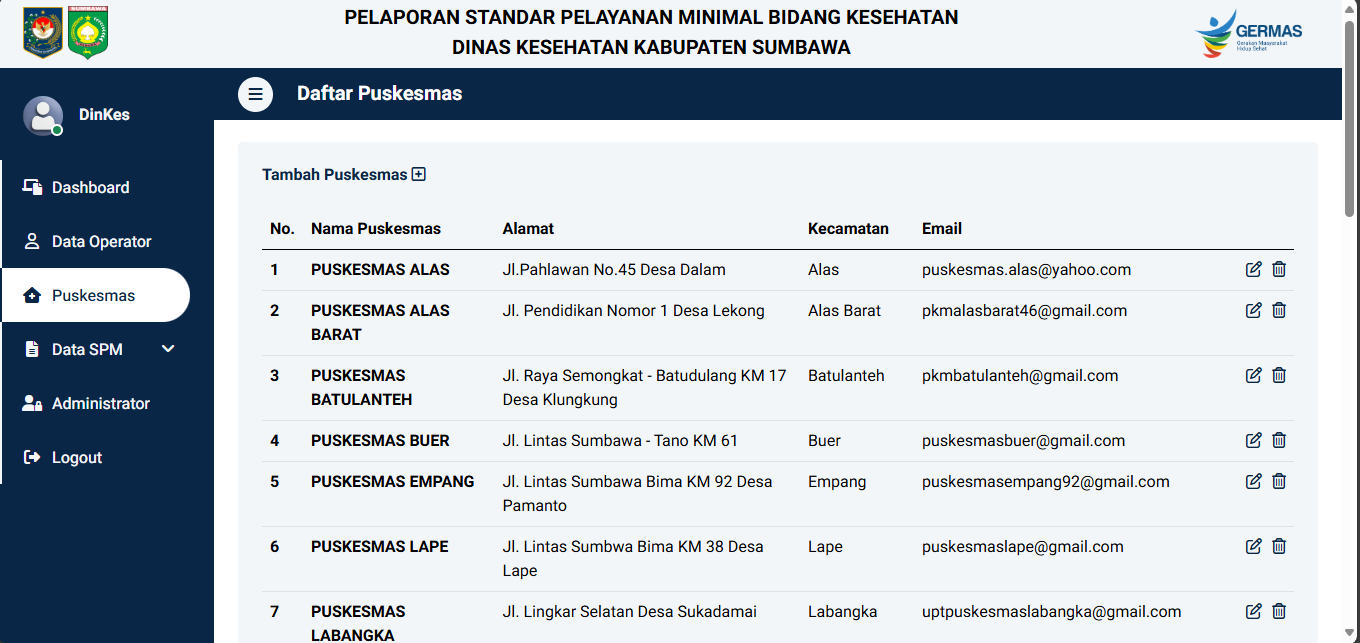 SUMBAWA
PELAPORAN STANDAR PELAYANAN MINIMAL BIDANG KESEHATAN
DINAS KESEHATAN KABUPATEN SUMBAWA
GERMAS
Gerakan Masyarakat
Hidup Sehat
DinKes
Dashboard
Data Operator
Puskesmas
Data SPM
Administrator
Logout
Daftar Puskesmas
Tambah Puskesmas
No. Nama Puskesmas Alamat Kecamatan Email
1 PUSKESMAS ALAS Jl.Pahlawan No.45 Desa Dalam Alas puskesmas.alas@yahoo.com
2 PUSKESMAS ALAS Jl. Pendidikan Nomor 1 Desa Lekong Alas Barat pkmalasbarat46@gmail.com
BARAT
3 PUSKESMAS Jl. Raya Semongkat - Batudulang KM 17 Batulanteh pkmbatulanteh@gmail.com
BATULANTEH Desa Klungkung
4 PUSKESMAS BUER Jl. Lintas Sumbawa - Tano KM 61 Buer puskesmasbuer@gmail.com
5 PUSKESMAS EMPANG Jl. Lintas Sumbawa Bima KM 92 Desa Empang puskesmasempang92@gmail.com
Pamanto
6 PUSKESMAS LAPE Jl. Lintas Sumbwa Bima KM 38 Desa Lape puskesmaslape@gmail.com
Lape
7 PUSKESMAS Jl. Lingkar Selatan Desa Sukadamai Labangka uptpuskesmaslabangka@gmail.com
LABANGKA